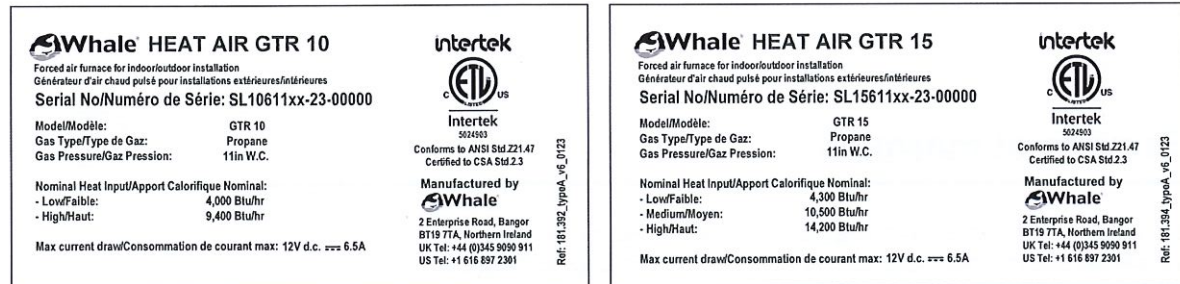 Whale HEAT AIR GTR 10
Forced air furnace for indoor/outdoor installation
Générateur d'air chaud pulsé pour installations extérieures/intérieures
Serial No/Numéro de Série: SL10611xx-23-00000
Model/Modèle: GTR 10
Gas Type/Type de Gaz: Propane
Gas Pressure/Gaz Pression: 11in W.C.
Nominal Heat Input/Apport Calorifique Nominal:
- Low/Faible: 4,000 Btu/hr
- High/Haut: 9,400 Btu/hr
Max current draw/Consommation de courant max: 12V d.c. 6.5A
intertek
ETL
C US
LISTED
Intertek
5024903
Conforms to ANSI Std.Z21.47
Certified to CSA Std.2.3
Manufactured by
Whale
2 Enterprise Road, Bangor
BT19 7TA, Northern Ireland
UK Tel: +44 (0)345 9090 911
US Tel: +1 616 897 2301
Ref: 181.392_typeA_v6_0123
Whale HEAT AIR GTR 15
Forced air furnace for indoor/outdoor installation
Générateur d'air chaud pulsé pour installations extérieures/intérieures
Serial No/Numéro de Série: SL15611xx-23-00000
Model/Modèle: GTR 15
Gas Type/Type de Gaz: Propane
Gas Pressure/Gaz Pression: 11in W.C.
Nominal Heat Input/Apport Calorifique Nominal:
- Low/Faible: 4,300 Btu/hr
- Medium/Moyen: 10,500 Btu/hr
- High/Haut: 14,200 Btu/hr
Max current draw/Consommation de courant max: 12V d.c. 6.5A
intertek
ETL
C US
LISTED
Intertek
5024903
Conforms to ANSI Std.Z21.47
Certified to CSA Std.2.3
Manufactured by
Whale
2 Enterprise Road, Bangor
BT19 7TA, Northern Ireland
UK Tel: +44 (0)345 9090 911
US Tel: +1 616 897 2301
Ref: 181.394_typeA_v6_0123